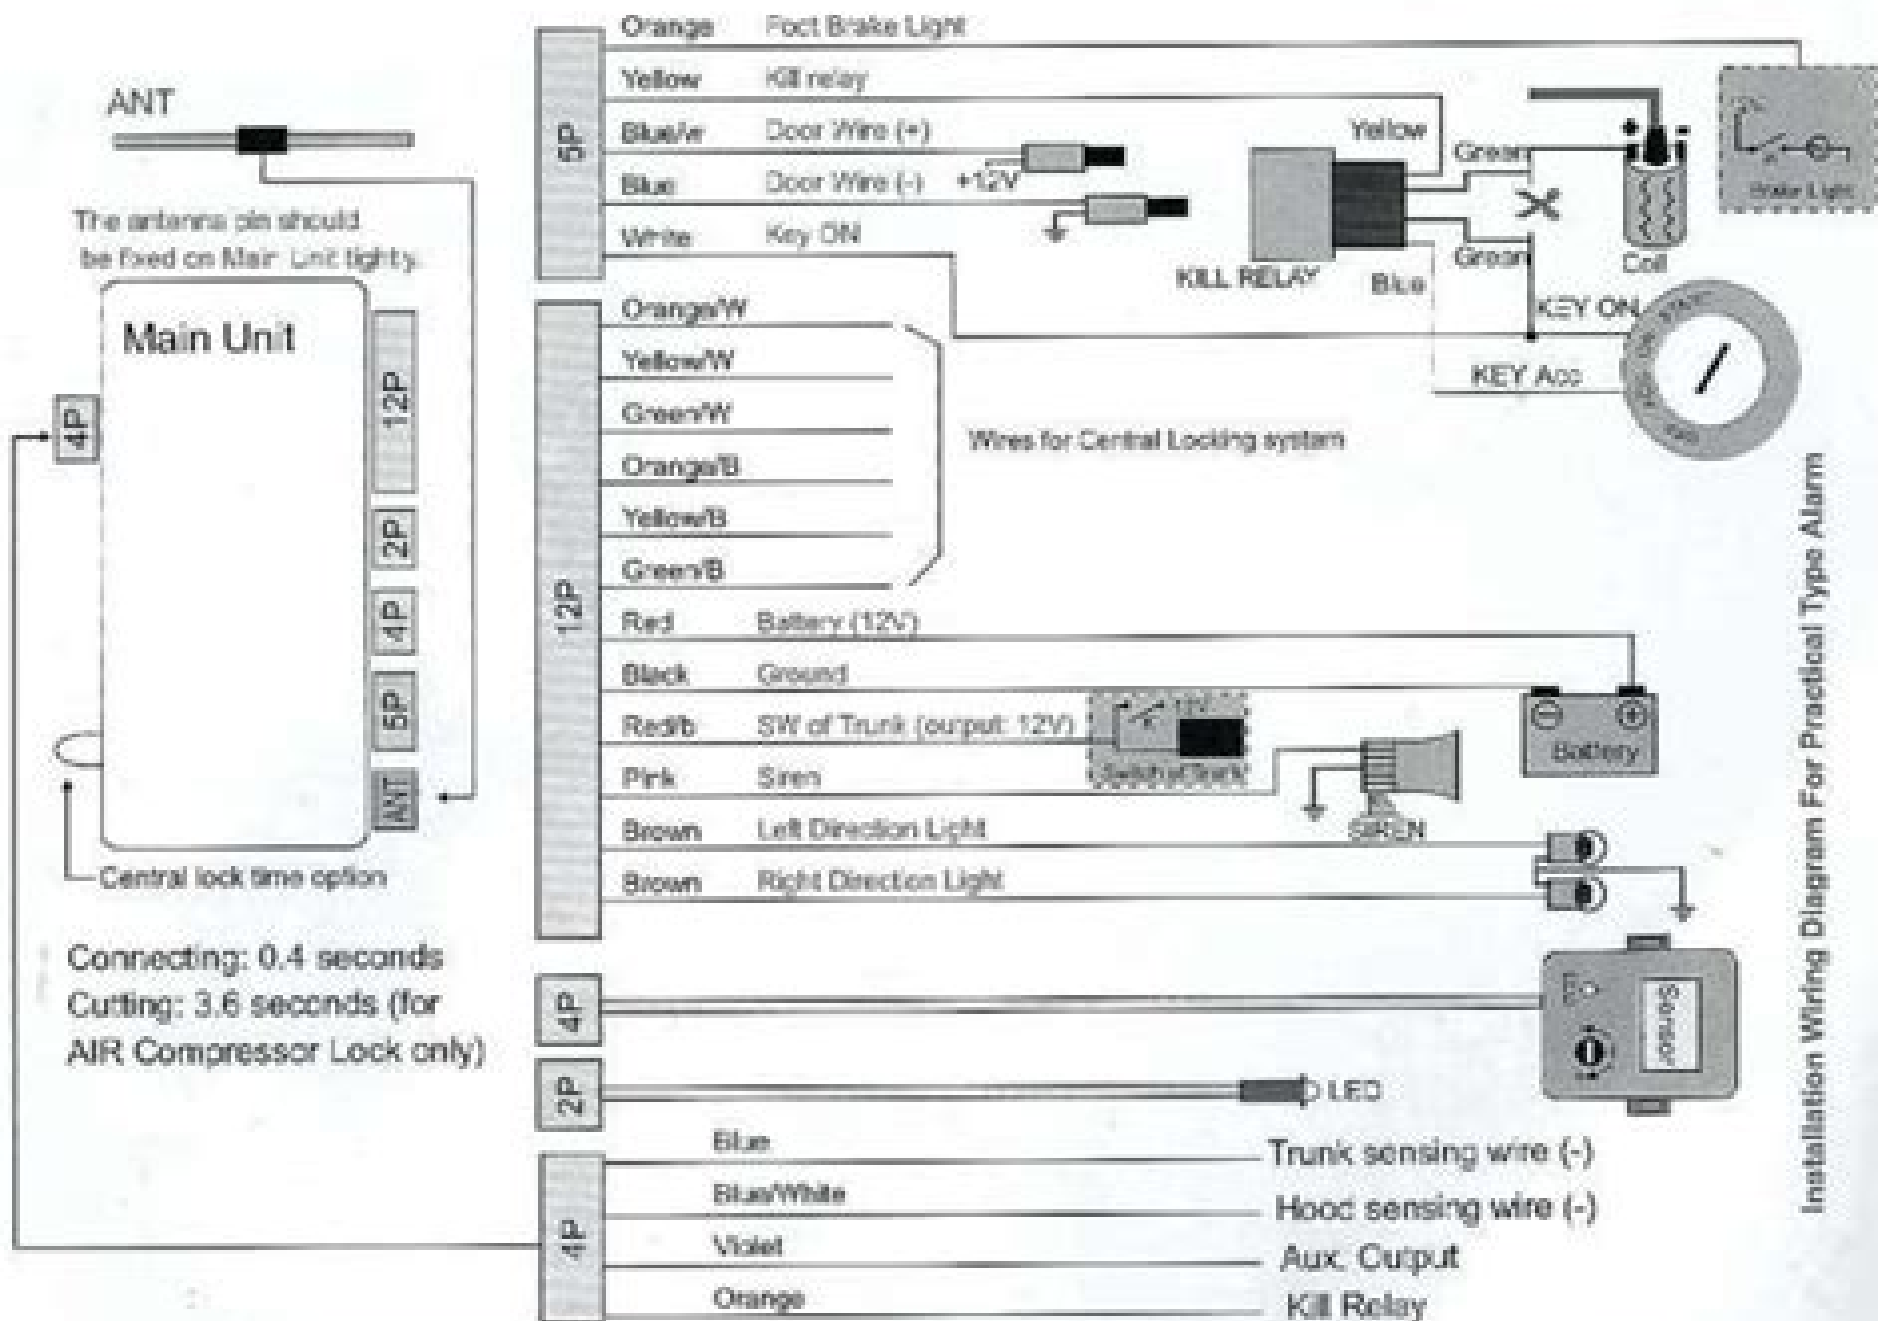 ANT
The antenna pin should
be fixed on Main Unit tighty.
Main Unit
4P
12P
2P
4P
5P
ANT
Central lock time option
Connecting: 0.4 seconds
Cutting: 3.6 seconds (for
AIR Compressor Lock only)
5P
Orange Foot Brake Light
Yellow Kill relay
Blue/w Door Wire (+)
+12V
Blue Door Wire (-)
White Key ON
KILL RELAY
Yellow
Green
Green
Blue
Coil
Brake Light
KEY ON
KEY Acc
START
12P
Orange/W
Yellow/W
Green/W
Orange/B
Yellow/B
Green/B
Wires for Central Locking system
Red Battery (12V)
Black Ground
Red/b SW of Trunk (output: 12V)
12V
Switch of Trunk
Pink Siren
SIREN
Battery
Brown Left Direction Light
Brown Right Direction Light
4P
Sensor
2P
LED
4P
Blue Trunk sensing wire (-)
Blue/White Hood sensing wire (-)
Violet Aux. Output
Orange Kill Relay
Installation Wiring Diagram For Practical Type Alarm